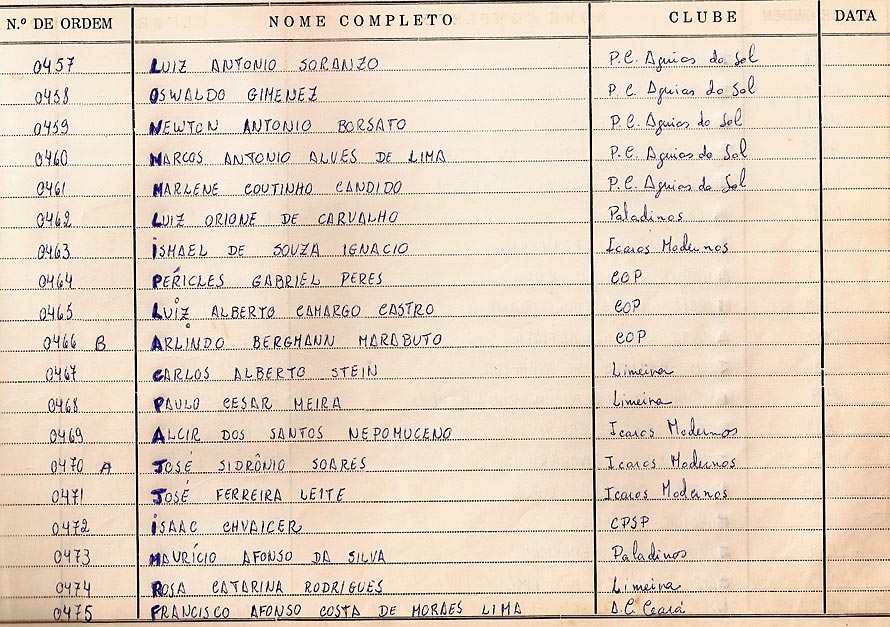 N.º DE ORDEM NOME COMPLETO CLUBE DATA
0457 LUIZ ANTONIO SORANZO P.C. Aguias do Sol
0458 OSWALDO GIMENEZ P.C. Aguias do Sol
0459 NEWTON ANTONIO BORSATO P.C. Aguias do Sol
0460 MARCOS ANTONIO ALVES DE LIMA P.C. Aguias do Sol
0461 MARLENE COUTINHO CANDIDO P.C. Aguias do Sol
0462 LUIZ ORIONE DE CARVALHO Paladinos
0463 ISMAEL DE SOUZA IGNACIO Icaros Modernos
0464 PÉRICLES GABRIEL PERES COP
0465 LUIZ ALBERTO CAMARGO CASTRO COP
0466 B ARLINDO BERGMANN MARABUTO COP
0467 CARLOS ALBERTO STEIN Limeira
0468 PAULO CESAR MEIRA Limeira
0469 ALCIR DOS SANTOS NEPOMUCENO Icaros Modernos
0470 A JOSÉ SIDRÔNIO SOARES Icaros Modernos
0471 JOSÉ FERREIRA LEITE Icaros Modernos
0472 ISAAC CHVAICER CPSP
0473 MAURÍCIO AFONSO DA SILVA Paladinos
0474 ROSA CATARINA RODRIGUES Limeira
0475 FRANCISCO AFONSO COSTA DE MORAES LIMA A.C. Ceará